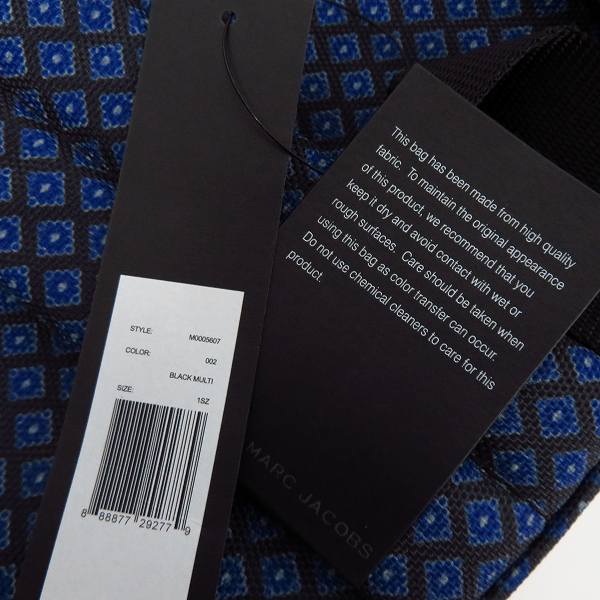 STYLE: M0005607
COLOR: 002
BLACK MULTI
SIZE: 1SZ
8 88877 29277 9
This bag has been made from high quality
fabric. To maintain the original appearance
of this product, we recommend that you
keep it dry and avoid contact with wet or
rough surfaces. Care should be taken when
using this bag as color transfer can occur.
Do not use chemical cleaners to care for this
product.
MARC JACOBS